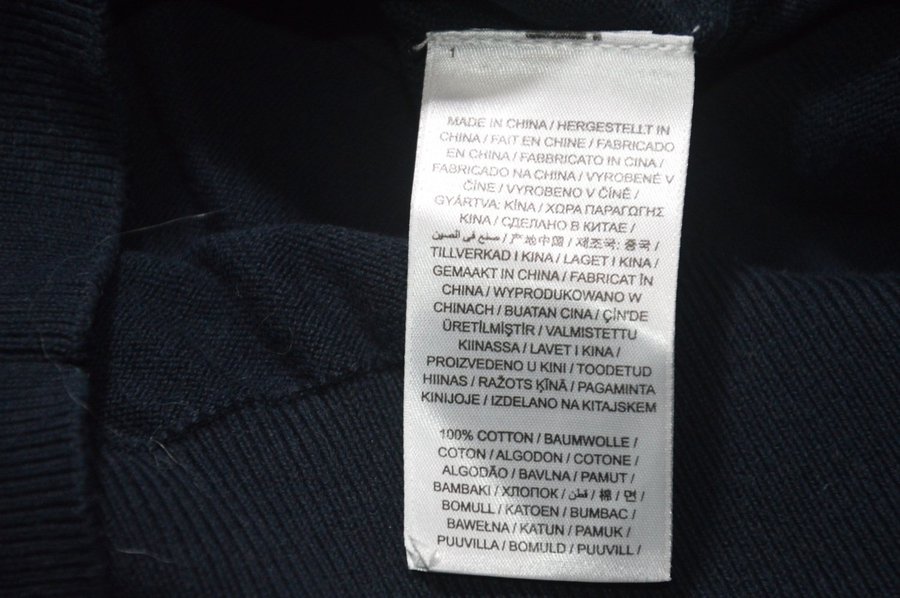 1
MADE IN CHINA / HERGESTELLT IN
CHINA / FAIT EN CHINE / FABRICADO
EN CHINA / FABBRICATO IN CINA /
FABRICADO NA CHINA / VYROBENÉ V
ČÍNE / VYROBENO V ČÍNĚ /
GYÁRTVA: KÍNA / ΧΩΡΑ ΠΑΡΑΓΩΓΗΣ
KINA / СДЕЛАНО В КИТАЕ /
صنع في الصين / 产地中国 / 제조국: 중국 /
TILLVERKAD I KINA / LAGET I KINA /
GEMAAKT IN CHINA / FABRICAT ÎN
CHINA / WYPRODUKOWANO W
CHINACH / BUATAN CINA / ÇİN'DE
ÜRETİLMİŞTİR / VALMISTETTU
KIINASSA / LAVET I KINA /
PROIZVEDENO U KINI / TOODETUD
HIINAS / RAŽOTS ĶĪNĀ / PAGAMINTA
KINIJOJE / IZDELANO NA KITAJSKEM
100% COTTON / BAUMWOLLE /
COTON / ALGODON / COTONE /
ALGODÃO / BAVLNA / PAMUT /
BAMBAKI / ХЛОПОК / قطن / 棉 / 면 /
BOMULL / KATOEN / BUMBAC /
BAWEŁNA / KATUN / PAMUK /
PUUVILLA / BOMULD / PUUVILL /